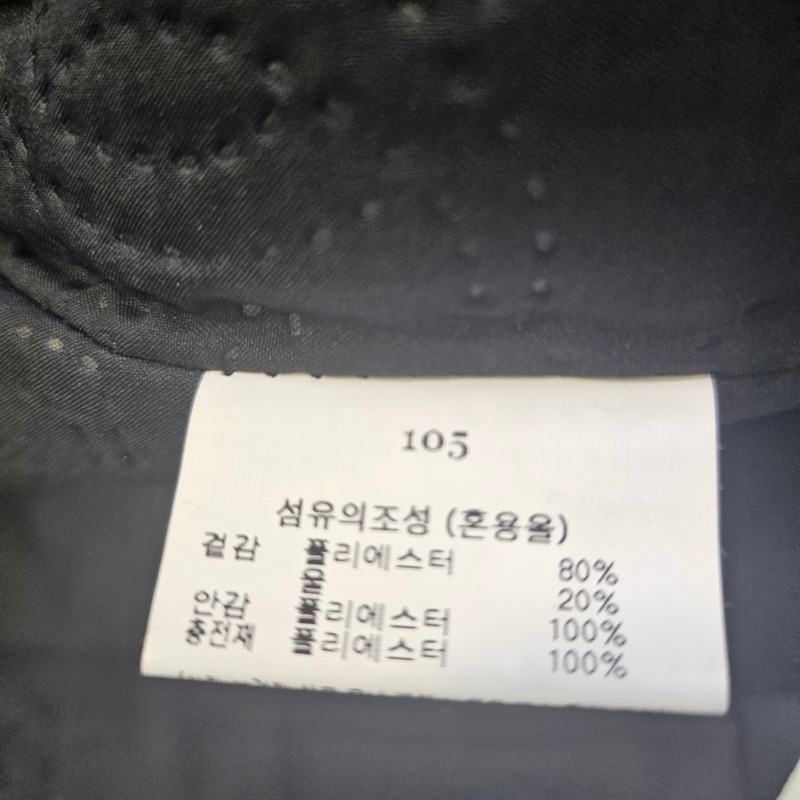 105
섬유의조성 (혼용율)
겉감 폴리에스터 80%
울 20%
안감 폴리에스터 100%
충전재 폴리에스터 100%